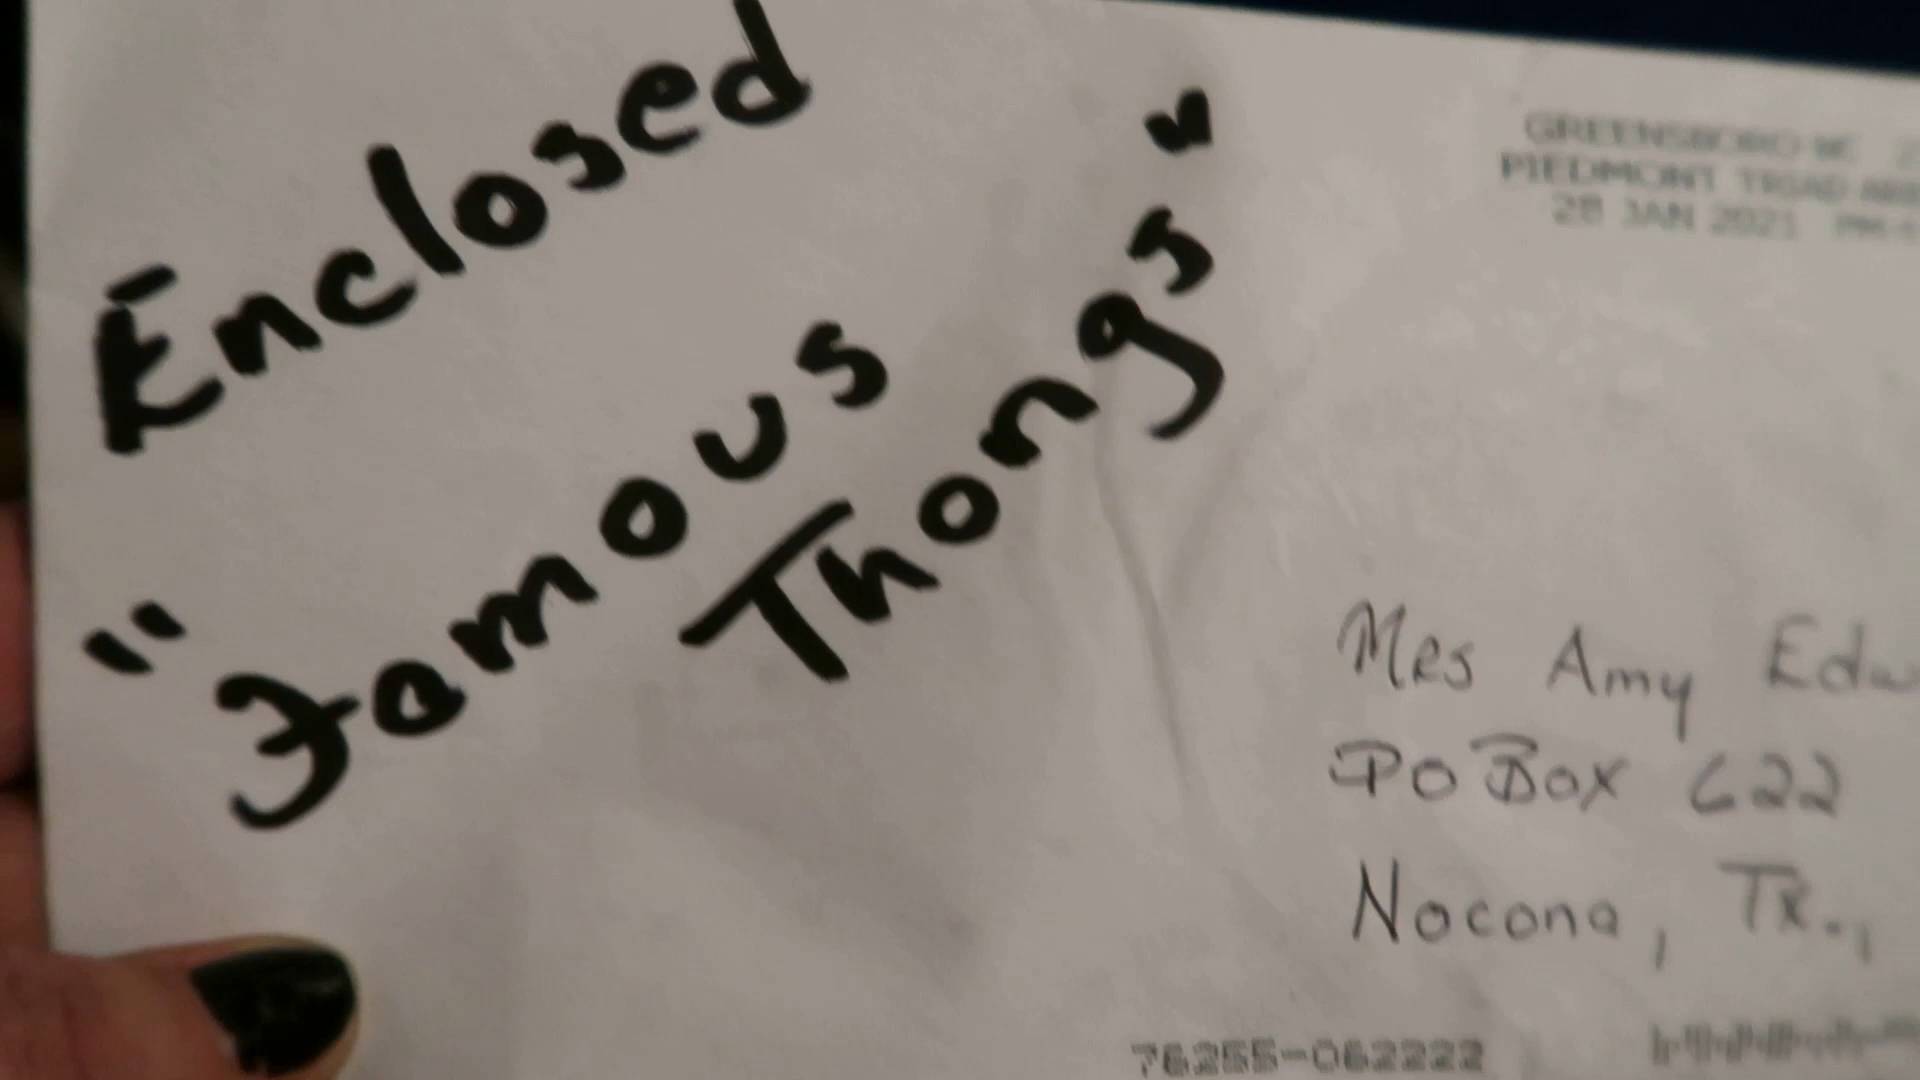 Enclosed
"Famous
Thongs"
GREENSBORO NC
PIEDMONT TRIAD
28 JAN 2021 PM
Mrs Amy
PO Box 622
Nocona, Tx.,
76255-062222